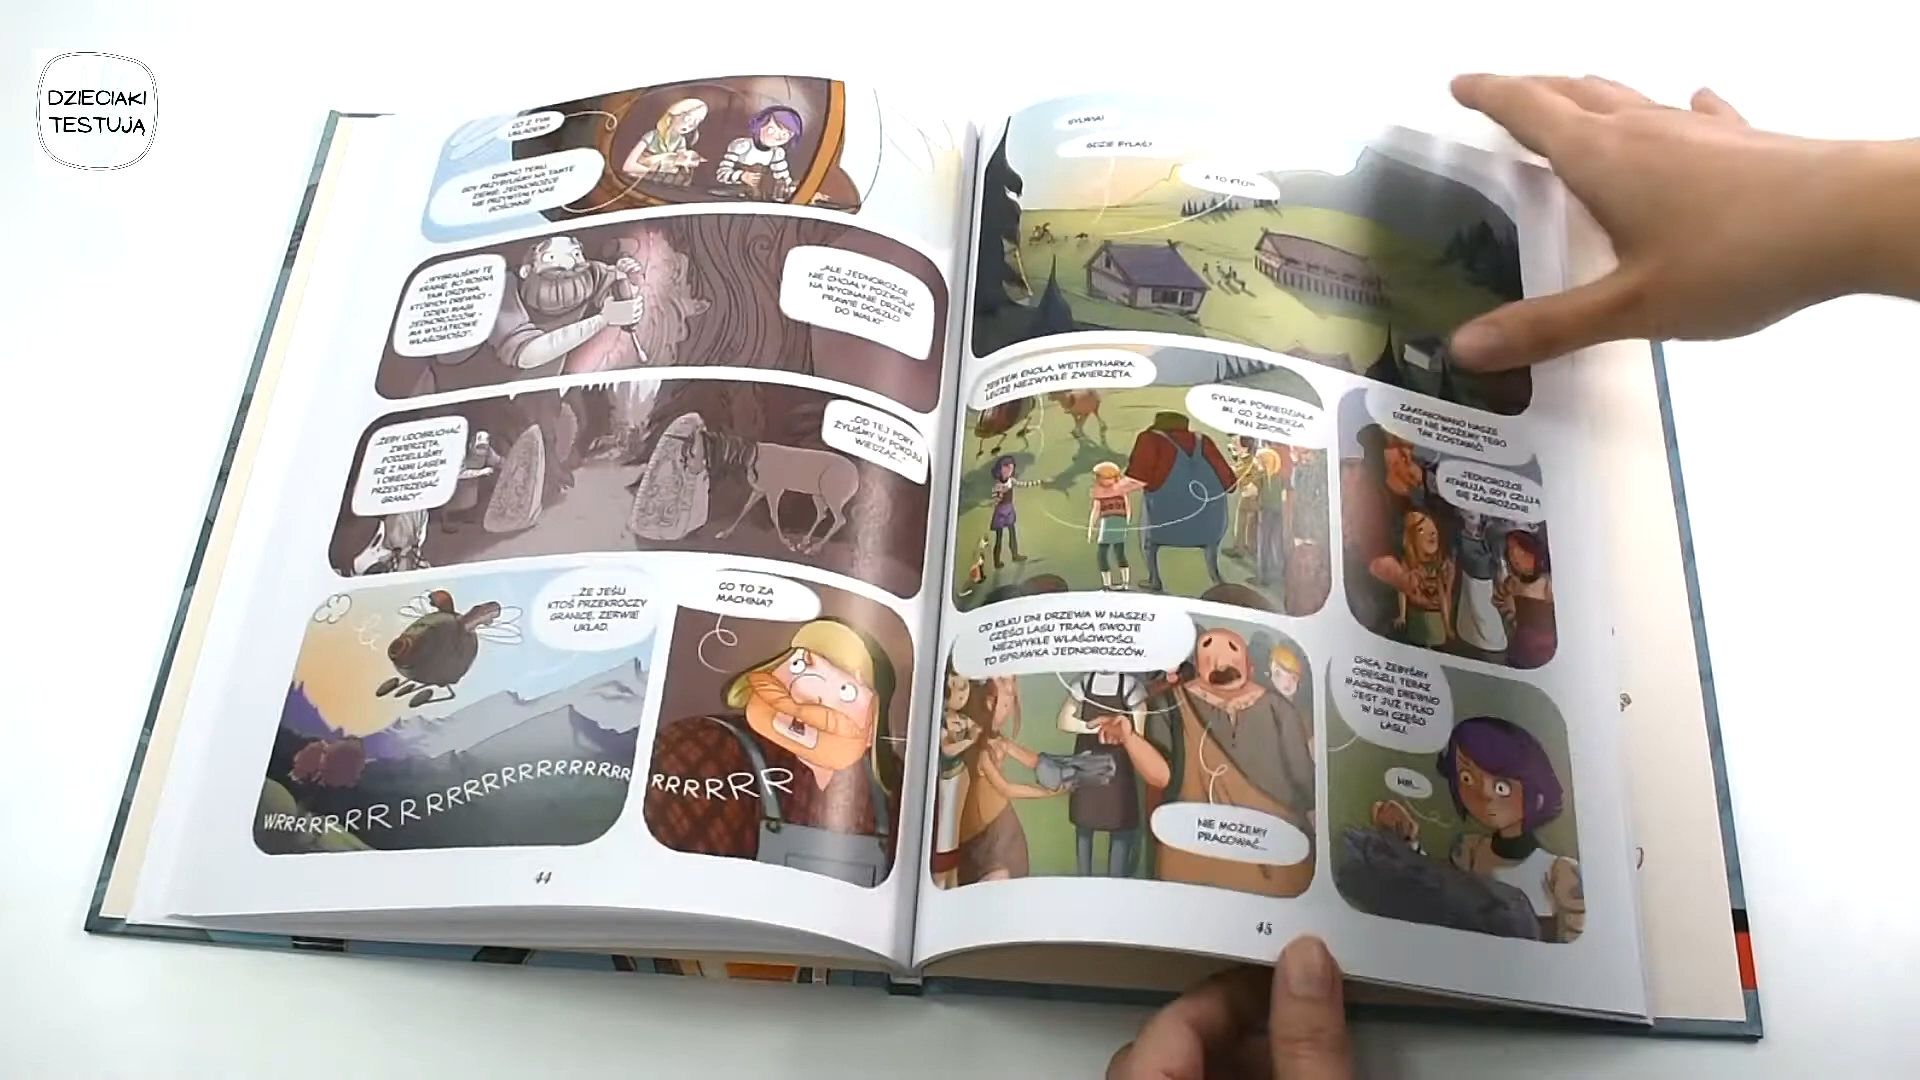 DZIECIAKI
TESTUJĄ
CO Z TYM
UKŁADEM?
DAWNO TEMU,
GDY PRZYBYLIŚMY NA TAMTE
ZIEMIE, JEDNOROŻCE
NIE PRZYWITAŁY NAS
GOŚCINNIE.
„...WYBRALIŚMY TĘ
KRAINĘ, BO ROSNĄ
TAM DRZEWA,
KTÓRYCH DREWNO –
DZIĘKI MAGII
JEDNOROŻCÓW –
MA WYJĄTKOWE
WŁAŚCIWOŚCI”.
„ALE JEDNOROŻCE
NIE CHCIAŁY POZWOLIĆ
NA WYCINANIE DRZEW.
PRAWIE DOSZŁO
DO WALKI”.
„ŻEBY UDOBRUCHAĆ
ZWIERZĘTA,
PODZIELILIŚMY
SIĘ Z NIMI LASEM
I OBIECALIŚMY
PRZESTRZEGAĆ
GRANICY”.
„OD TEJ PORY
ŻYLIŚMY W POKOJU,
WIEDZĄC...”
...ŻE JEŚLI
KTOŚ PRZEKROCZY
GRANICĘ, ZERWIE
UKŁAD.
WRRRRRRRRRRRRRRRRRRRRRR
CO TO ZA
MACHINA?
RRRRRRR
44
SYLWIA!
GDZIE BYŁAŚ?
A TO KTO?
JESTEM ENOLA, WETERYNARKA.
LECZĘ NIEZWYKŁE ZWIERZĘTA.
SYLWIA POWIEDZIAŁA
MI, CO ZAMIERZA
PAN ZROBIĆ.
ZAATAKOWANO NASZE
DZIECI! NIE MOŻEMY TEGO
TAK ZOSTAWIĆ!
JEDNOROŻCE
ATAKUJĄ, GDY CZUJĄ
SIĘ ZAGROŻONE.
OD KILKU DNI DRZEWA W NASZEJ
CZĘŚCI LASU TRACĄ SWOJE
NIEZWYKŁE WŁAŚCIWOŚCI.
TO SPRAWKA JEDNOROŻCÓW.
NIE MOŻEMY
PRACOWAĆ...
CHCĄ, ŻEBYŚMY
ODESZLI. TERAZ
MAGICZNE DREWNO
JEST JUŻ TYLKO
W ICH CZĘŚCI
LASU.
HM...
45